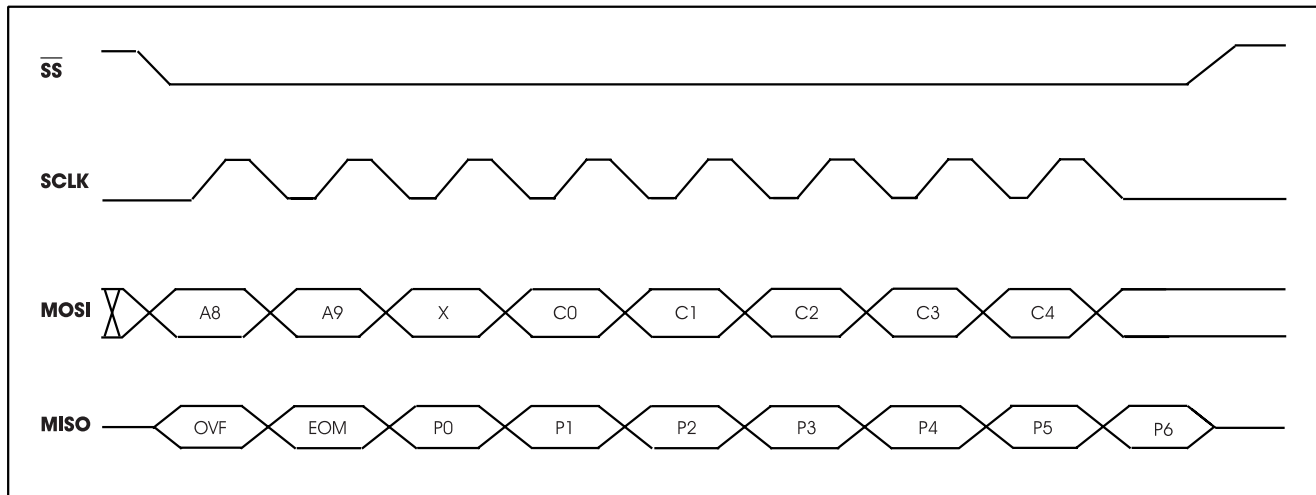 SS
SCLK
MOSI A8 A9 X C0 C1 C2 C3 C4
MISO OVF EOM P0 P1 P2 P3 P4 P5 P6